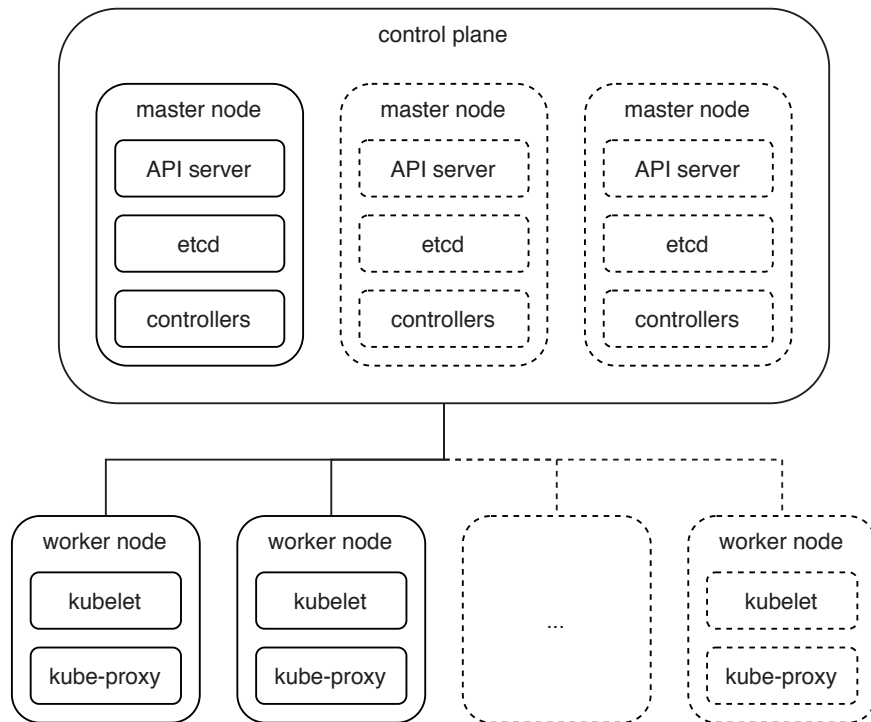 control plane
master node
API server
etcd
controllers
master node
API server
etcd
controllers
master node
API server
etcd
controllers
worker node
kubelet
kube-proxy
worker node
kubelet
kube-proxy
...
worker node
kubelet
kube-proxy